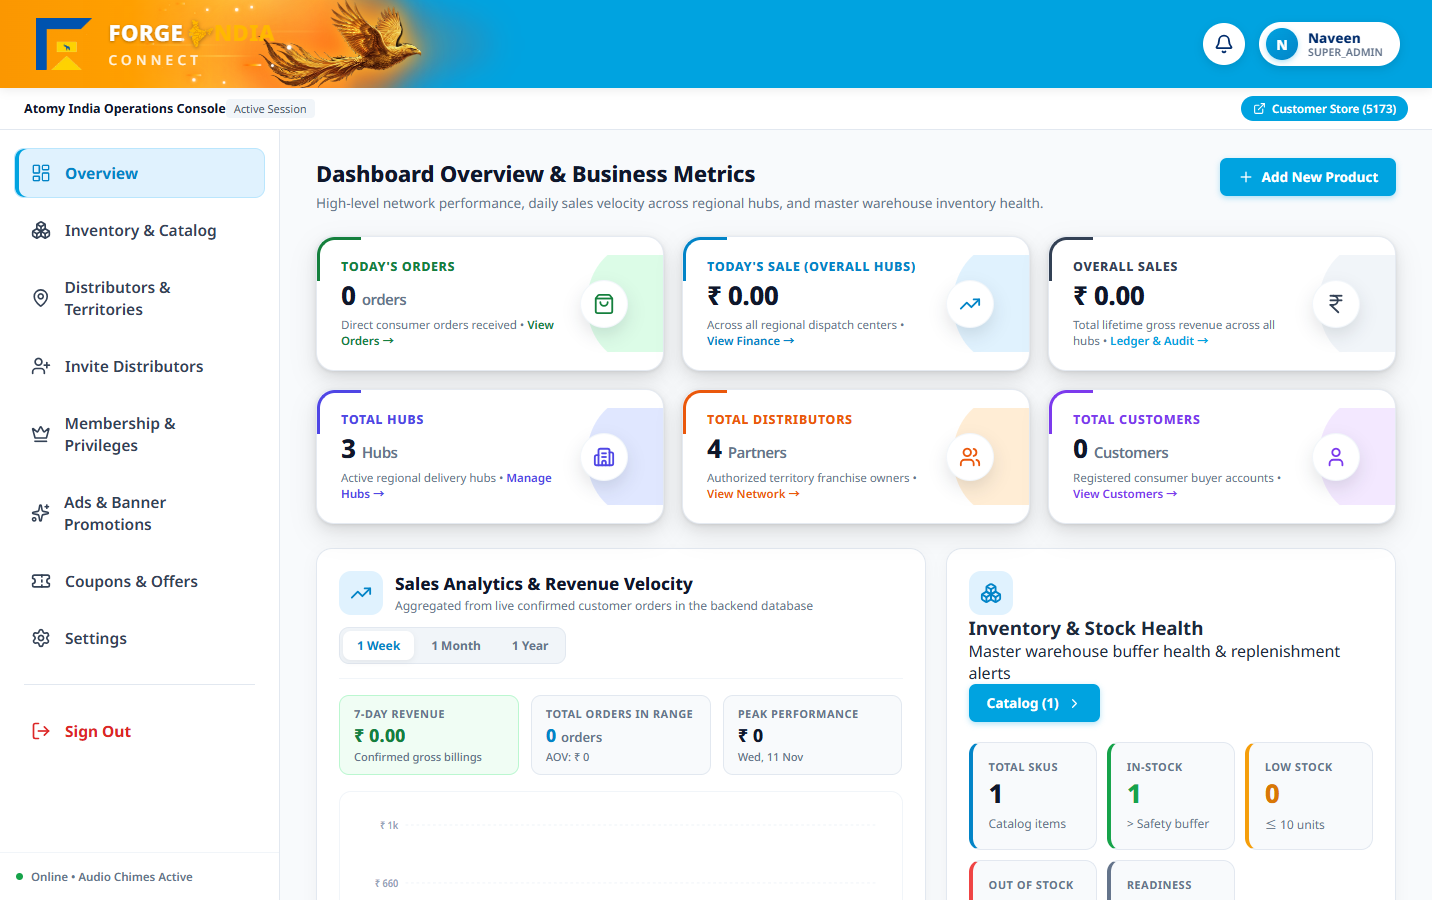 FORGE INDIA
CONNECT
N
Naveen
SUPER_ADMIN
Atomy India Operations Console
Active Session
Customer Store (5173)
Overview
Inventory & Catalog
Distributors &
Territories
Invite Distributors
Membership &
Privileges
Ads & Banner
Promotions
Coupons & Offers
Settings
Sign Out
Online • Audio Chimes Active
Dashboard Overview & Business Metrics
High-level network performance, daily sales velocity across regional hubs, and master warehouse inventory health.
Add New Product
TODAY'S ORDERS
0 orders
Direct consumer orders received • View
Orders →
TODAY'S SALE (OVERALL HUBS)
₹ 0.00
Across all regional dispatch centers •
View Finance →
OVERALL SALES
₹ 0.00
Total lifetime gross revenue across all
hubs • Ledger & Audit →
TOTAL HUBS
3 Hubs
Active regional delivery hubs • Manage
Hubs →
TOTAL DISTRIBUTORS
4 Partners
Authorized territory franchise owners •
View Network →
TOTAL CUSTOMERS
0 Customers
Registered consumer buyer accounts •
View Customers →
Sales Analytics & Revenue Velocity
Aggregated from live confirmed customer orders in the backend database
1 Week
1 Month
1 Year
7-DAY REVENUE
₹ 0.00
Confirmed gross billings
TOTAL ORDERS IN RANGE
0 orders
AOV: ₹ 0
PEAK PERFORMANCE
₹ 0
Wed, 11 Nov
₹ 1k
₹ 660
Inventory & Stock Health
Master warehouse buffer health & replenishment
alerts
Catalog (1)
TOTAL SKUS
1
Catalog items
IN-STOCK
1
> Safety buffer
LOW STOCK
0
≤ 10 units
OUT OF STOCK
READINESS